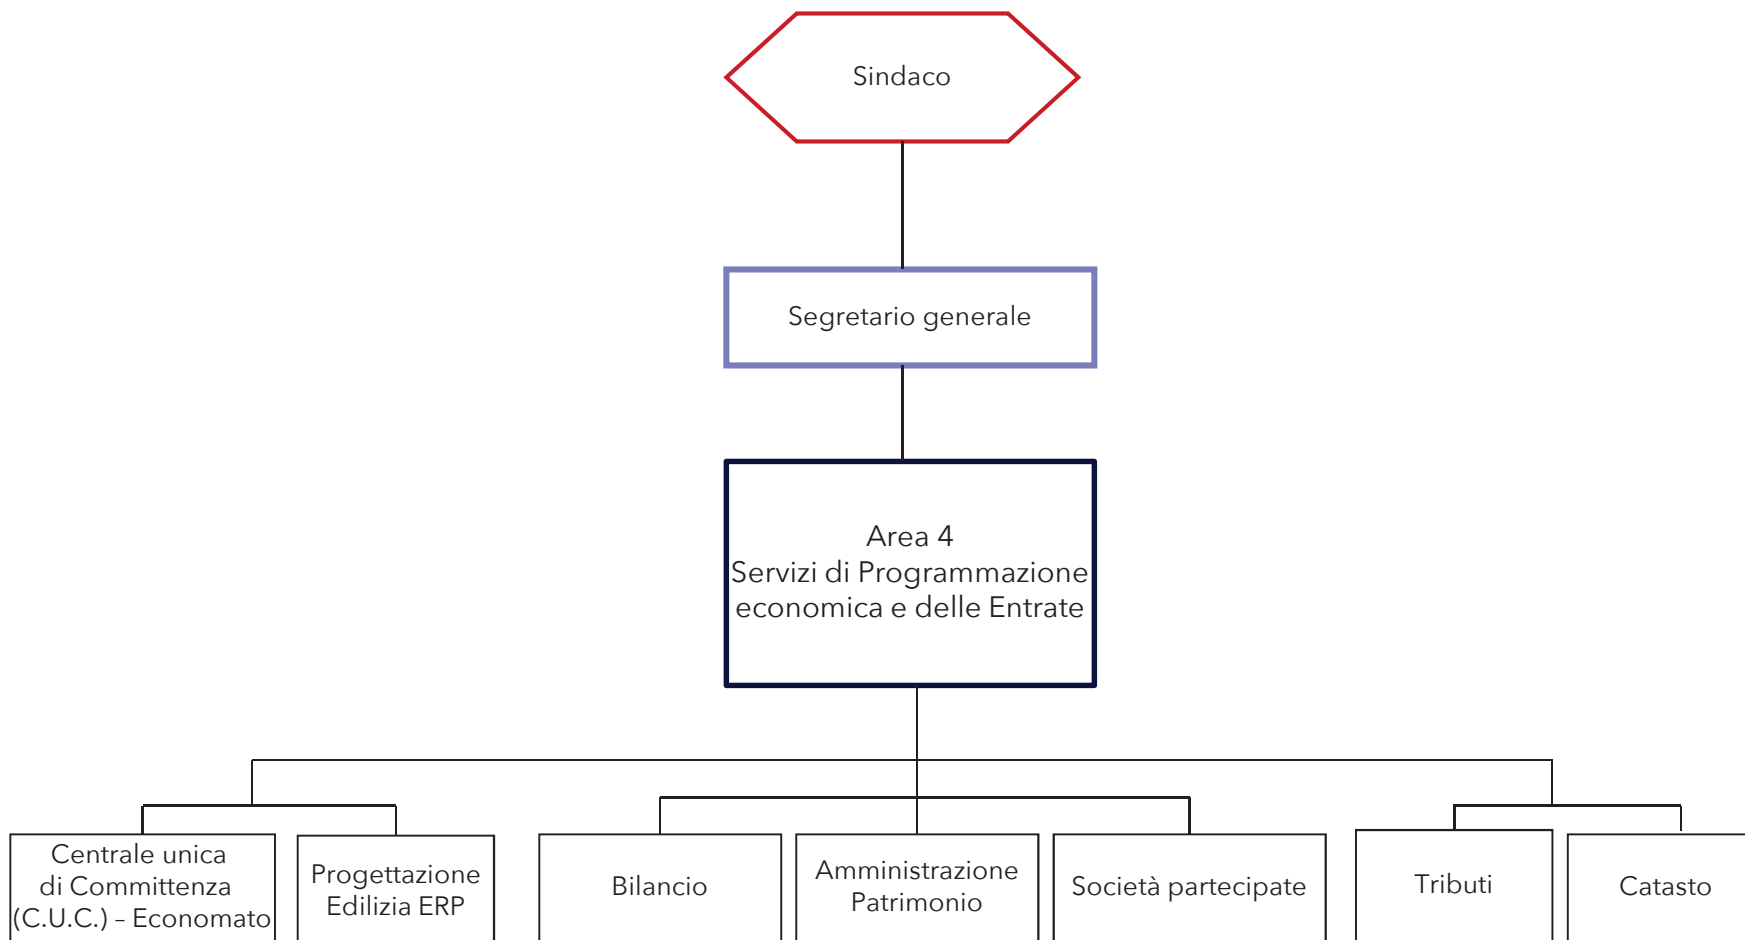 Sindaco
Segretario generale
Area 4
Servizi di Programmazione
economica e delle Entrate
Centrale unica
di Committenza
(C.U.C.) – Economato
Progettazione
Edilizia ERP
Bilancio
Amministrazione
Patrimonio
Società partecipate
Tributi
Catasto